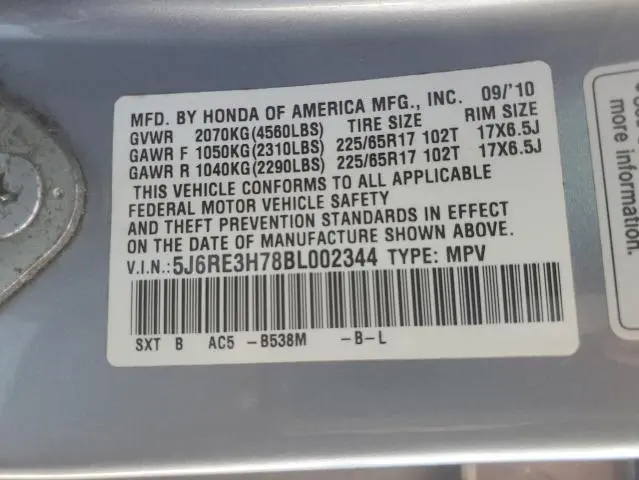 MFD. BY HONDA OF AMERICA MFG., INC. 09/'10
GVWR 2070KG(4560LBS) TIRE SIZE RIM SIZE
GAWR F 1050KG(2310LBS) 225/65R17 102T 17X6.5J
GAWR R 1040KG(2290LBS) 225/65R17 102T 17X6.5J
THIS VEHICLE CONFORMS TO ALL APPLICABLE
FEDERAL MOTOR VEHICLE SAFETY
AND THEFT PREVENTION STANDARDS IN EFFECT
ON THE DATE OF MANUFACTURE SHOWN ABOVE.
V.I.N.:5J6RE3H78BL002344 TYPE: MPV
SXT B AC5 -B538M -B-L
more information.